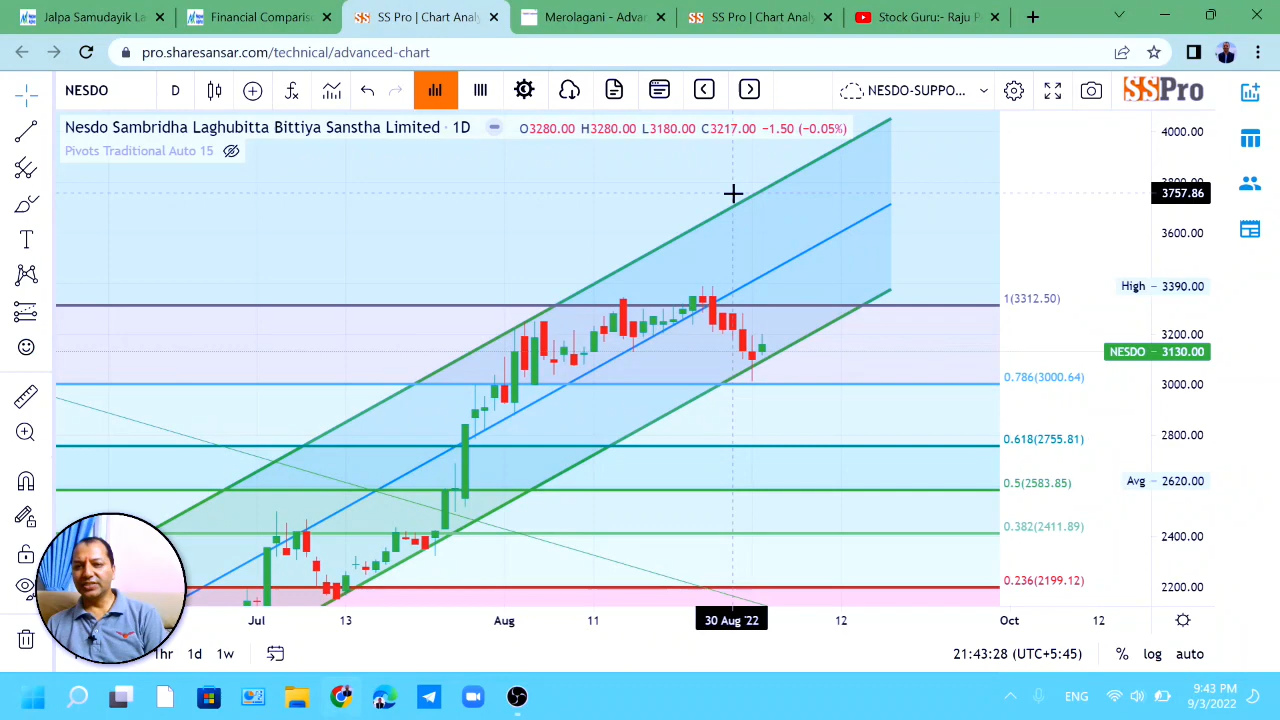 Jalpa Samudayik La
Financial Comparis
SS Pro | Chart Analy
Merolagani - Advan
SS Pro | Chart Analy
Stock Guru:- Raju P
pro.sharesansar.com/technical/advanced-chart
NESDO
D
NESDO-SUPPO...
SSPro
Nesdo Sambridha Laghubitta Bittiya Sanstha Limited · 1D
O3280.00 H3280.00 L3180.00 C3217.00 −1.50 (−0.05%)
Pivots Traditional Auto 15
4000.00
3757.86
3600.00
High 3390.00
1(3312.50)
3200.00
NESDO 3130.00
0.786(3000.64)
3000.00
0.618(2755.81)
2800.00
0.5(2583.85)
Avg 2620.00
0.382(2411.89)
2400.00
0.236(2199.12)
2200.00
Jul
13
Aug
11
30 Aug '22
12
Oct
12
1hr 1d 1w
21:43:28 (UTC+5:45)
% log auto
ENG
9:43 PM
9/3/2022